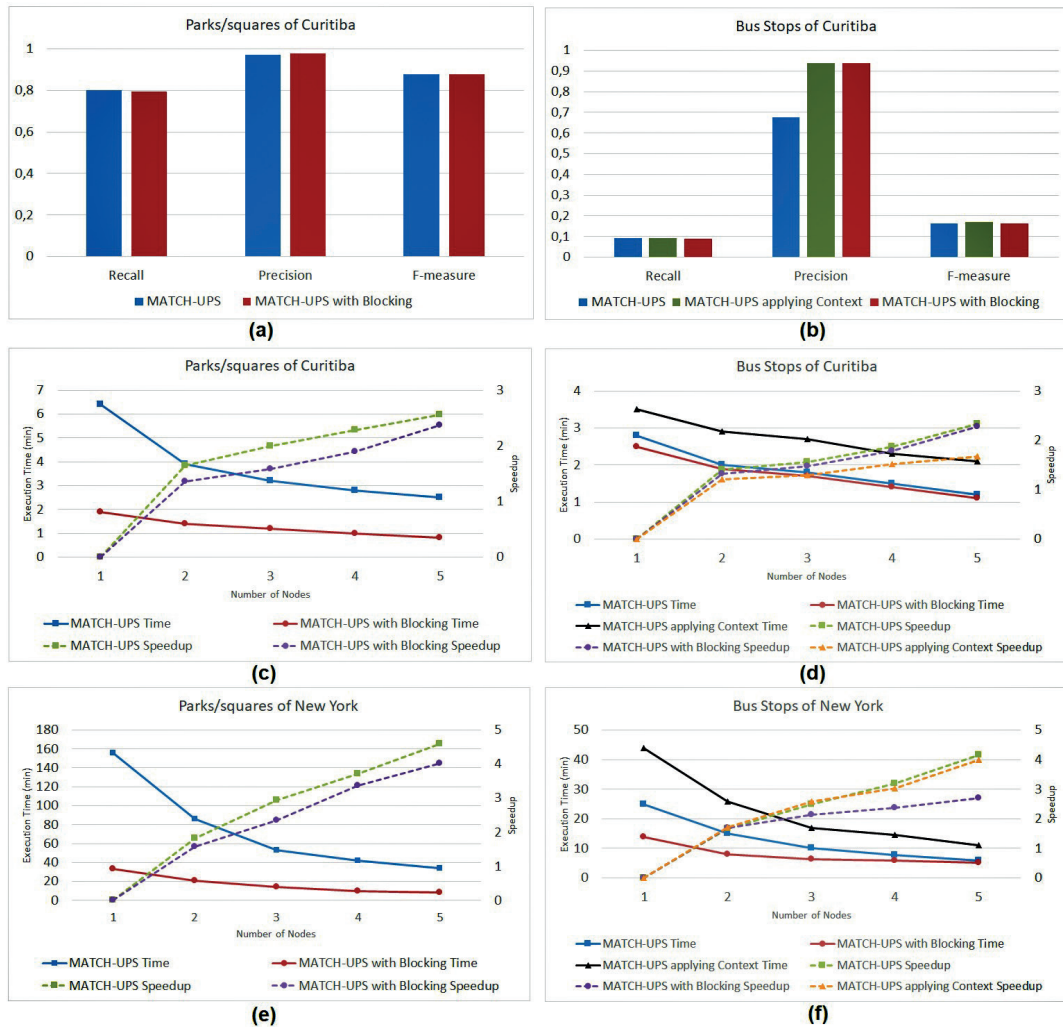 Parks/squares of Curitiba
1
0,8
0,6
0,4
0,2
0
Recall Precision F-measure
MATCH-UPS MATCH-UPS with Blocking
(a)
Bus Stops of Curitiba
1
0,9
0,8
0,7
0,6
0,5
0,4
0,3
0,2
0,1
0
Recall Precision F-measure
MATCH-UPS MATCH-UPS applying Context MATCH-UPS with Blocking
(b)
Parks/squares of Curitiba
Execution Time (min)
7
6
5
4
3
2
1
0
3
2
1
0
Speedup
1 2 3 4 5
Number of Nodes
MATCH-UPS Time MATCH-UPS with Blocking Time
MATCH-UPS Speedup MATCH-UPS with Blocking Speedup
(c)
Bus Stops of Curitiba
Execution Time (min)
4
3
2
1
0
3
2
1
0
Speedup
1 2 3 4 5
Number of Nodes
MATCH-UPS Time MATCH-UPS with Blocking Time
MATCH-UPS applying Context Time MATCH-UPS Speedup
MATCH-UPS with Blocking Speedup MATCH-UPS applying Context Speedup
(d)
Parks/squares of New York
Execution Time (min)
180
160
140
120
100
80
60
40
20
0
5
4
3
2
1
0
Speedup
1 2 3 4 5
Number of Nodes
MATCH-UPS Time MATCH-UPS with Blocking Time
MATCH-UPS Speedup MATCH-UPS with Blocking Speedup
(e)
Bus Stops of New York
Execution Time (min)
50
40
30
20
10
0
5
4
3
2
1
0
Speedup
1 2 3 4 5
Number of Nodes
MATCH-UPS Time MATCH-UPS with Blocking Time
MATCH-UPS applying Context Time MATCH-UPS Speedup
MATCH-UPS with Blocking Speedup MATCH-UPS applying Context Speedup
(f)